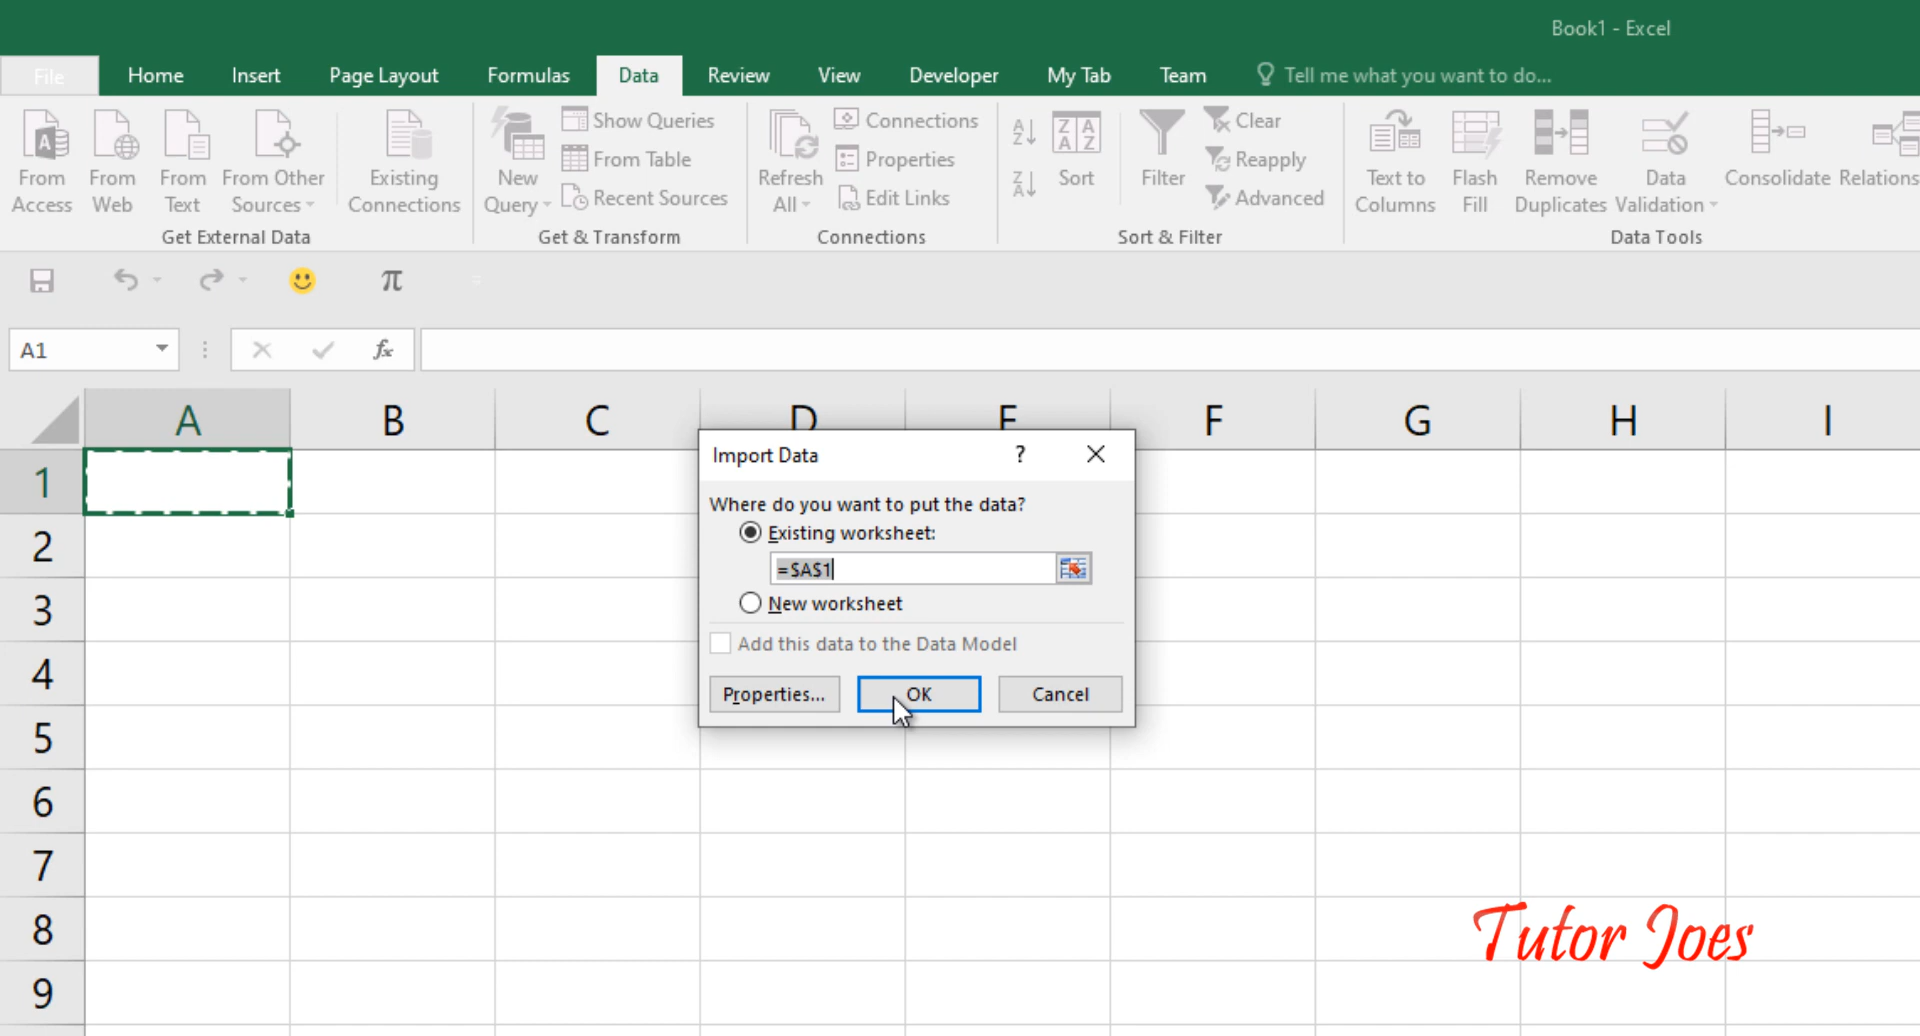 Book1 - Excel
File Home Insert Page Layout Formulas Data Review View Developer My Tab Team Tell me what you want to do...
From Access
From Web
From Text
From Other Sources
Existing Connections
Get External Data
New Query
Show Queries
From Table
Recent Sources
Get & Transform
Refresh All
Connections
Properties
Edit Links
Connections
A Z
Z A
Z A A Z
Sort
Filter
Clear
Reapply
Advanced
Sort & Filter
Text to Columns
Flash Fill
Remove Duplicates
Data Validation
Consolidate
Relations
Data Tools
π
A1
fx
A B C D E F G H I
1
2
3
4
5
6
7
8
9
Import Data ?
Where do you want to put the data?
Existing worksheet:
=$A$1
New worksheet
Add this data to the Data Model
Properties... OK Cancel
Tutor Joes